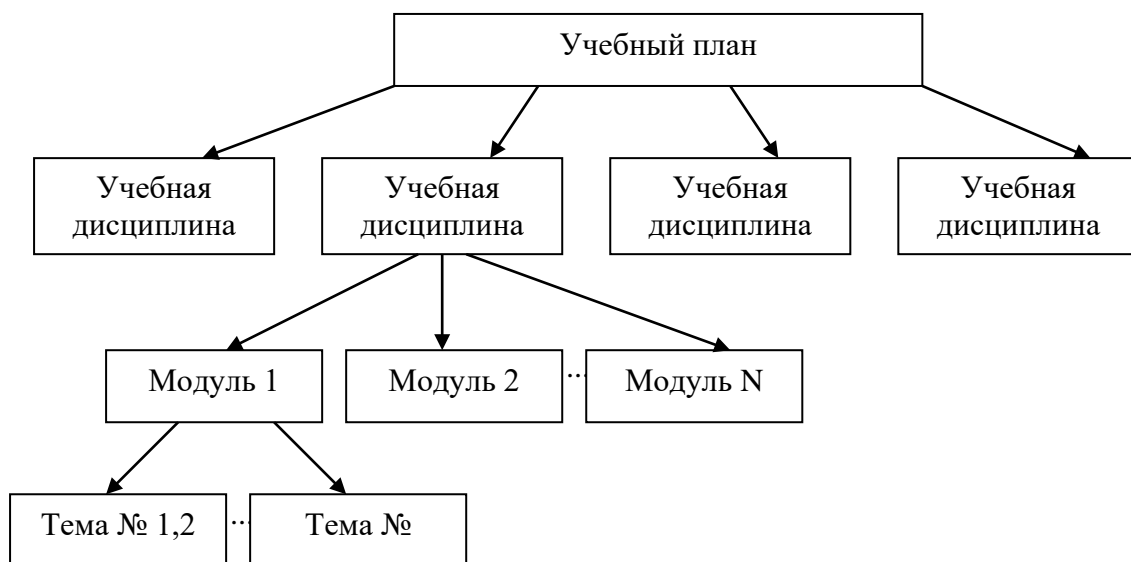 Учебный план
Учебная
дисциплина
Учебная
дисциплина
Учебная
дисциплина
Учебная
дисциплина
Модуль 1
Модуль 2
...
Модуль N
Тема № 1,2
...
Тема №